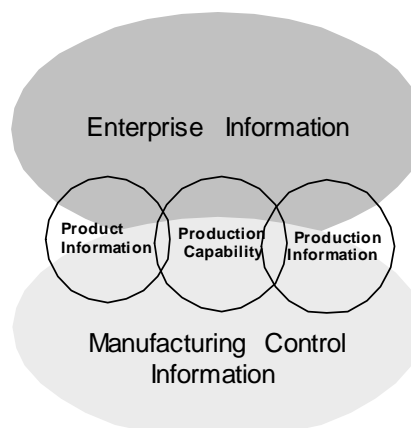 Enterprise Information
Product
Information
Production
Capability
Production
Information
Manufacturing Control
Information